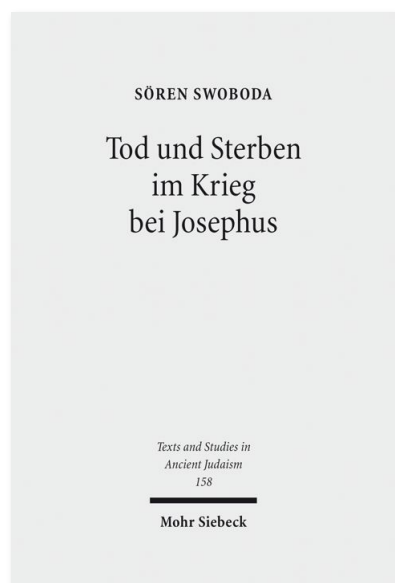 SÖREN SWOBODA
Tod und Sterben
im Krieg
bei Josephus
Texts and Studies in
Ancient Judaism
158
Mohr Siebeck